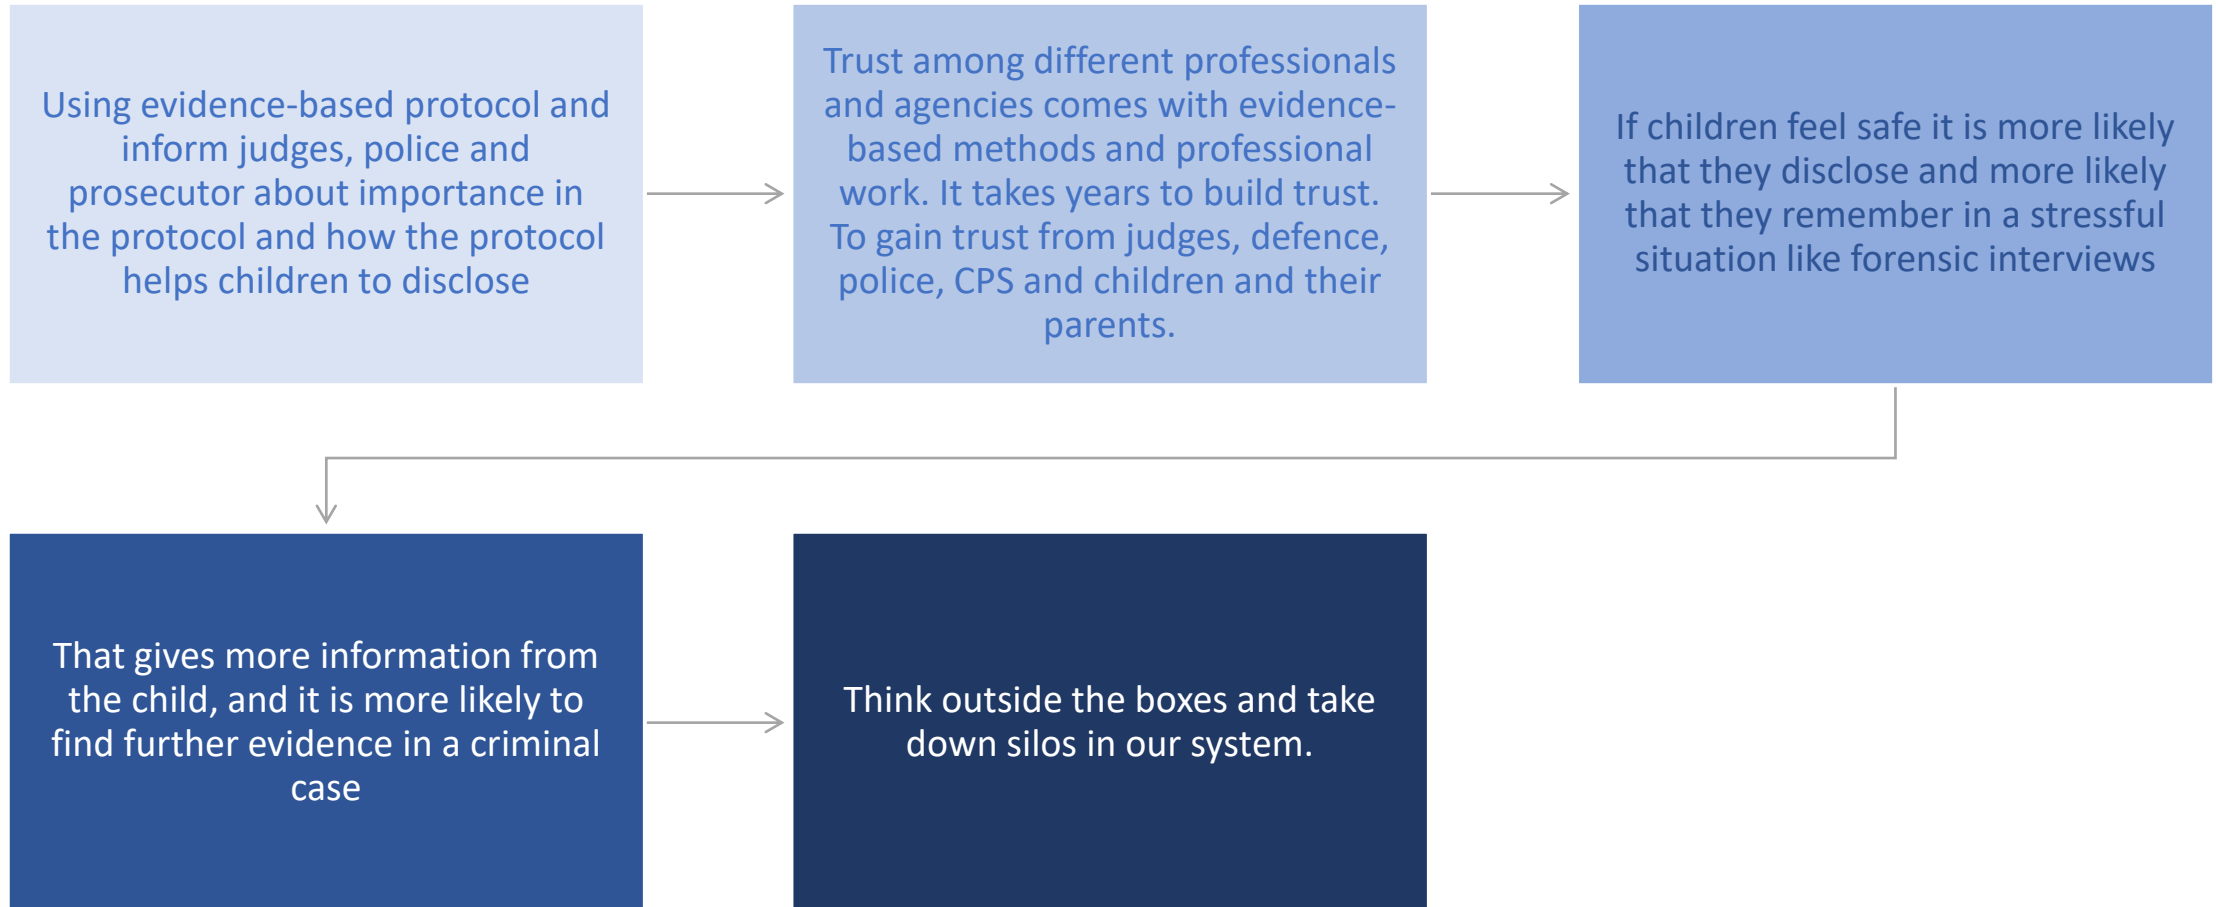 Using evidence-based protocol and
inform judges, police and
prosecutor about importance in
the protocol and how the protocol
helps children to disclose
Trust among different professionals
and agencies comes with evidence-
based methods and professional
work. It takes years to build trust.
To gain trust from judges, defence,
police, CPS and children and their
parents.
If children feel safe it is more likely
that they disclose and more likely
that they remember in a stressful
situation like forensic interviews
That gives more information from
the child, and it is more likely to
find further evidence in a criminal
case
Think outside the boxes and take
down silos in our system.